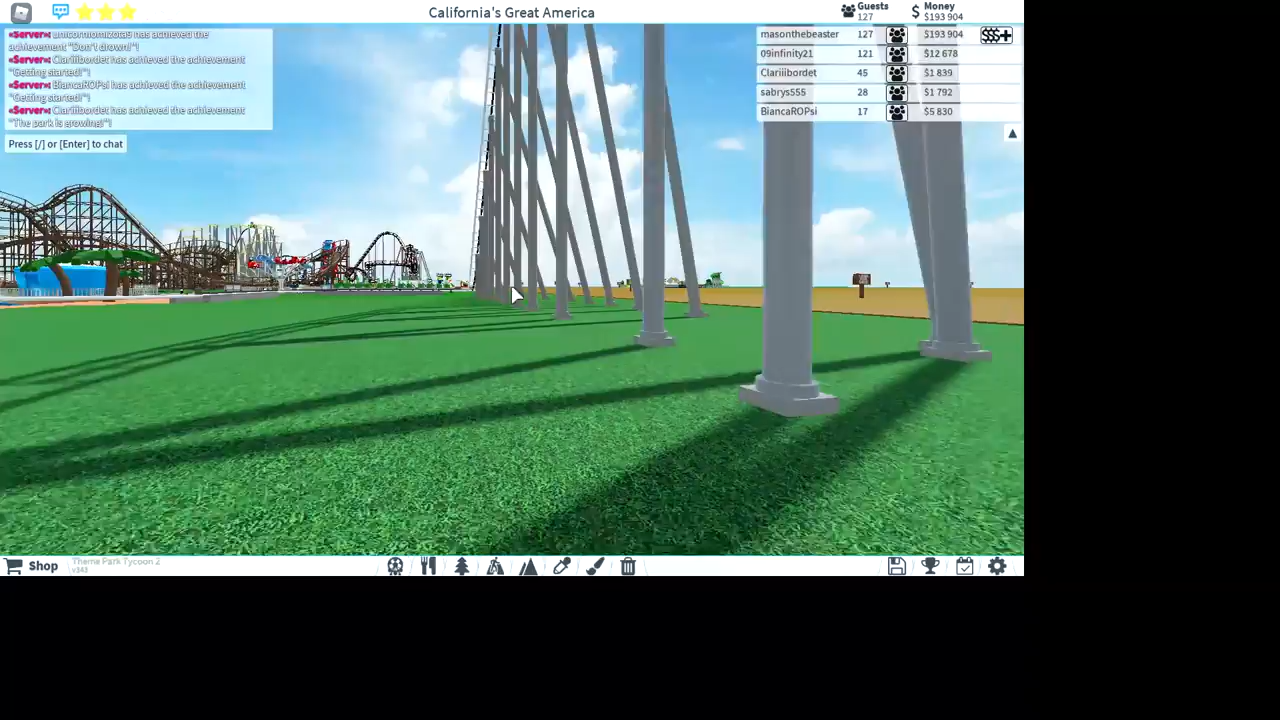 California's Great America
Guests
127
$ Money
$193 904
«Server»: Unicornmizota9 has achieved the
achievement "Don't drown!"!
«Server»: Clariiibordet has achieved the achievement
"Getting started!"!
«Server»: BiancaROPsi has achieved the achievement
"Getting started!"!
«Server»: Clariiibordet has achieved the achievement
"The park is growing!"!
Press [/] or [Enter] to chat
masonthebeaster 127 $193 904 $$$+
09infinity21 121 $12 678
Clariiibordet 45 $1 839
sabrys555 28 $1 792
BiancaROPsi 17 $5 830
Shop
Theme Park Tycoon 2
v343